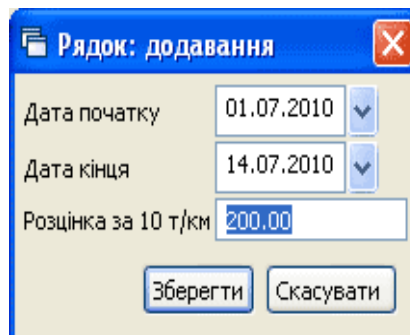 Рядок: додавання
Дата початку 01.07.2010
Дата кінця 14.07.2010
Розцінка за 10 т/км 200.00
Зберегти Скасувати